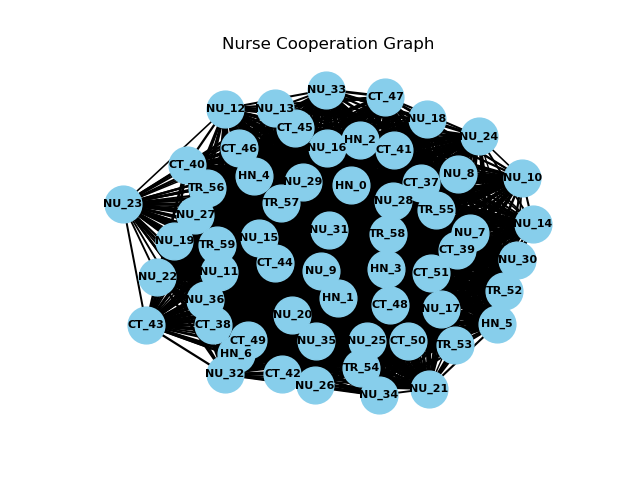 Nurse Cooperation Graph
NU_33
CT_47
NU_12
NU_13
NU_18
CT_45
NU_24
HN_2
CT_46
NU_16
CT_41
CT_40
HN_4
NU_8
NU_10
NU_29
CT_37
HN_0
TR_56
NU_28
TR_57
NU_23
TR_55
NU_27
NU_14
NU_31
NU_7
TR_58
NU_15
NU_19
TR_59
CT_39
NU_30
CT_44
HN_3
NU_9
NU_11
CT_51
NU_22
TR_52
HN_1
NU_36
CT_48
NU_17
NU_20
HN_5
CT_43
CT_38
CT_49
NU_35
NU_25
CT_50
TR_53
HN_6
TR_54
NU_32
CT_42
NU_26
NU_21
NU_34